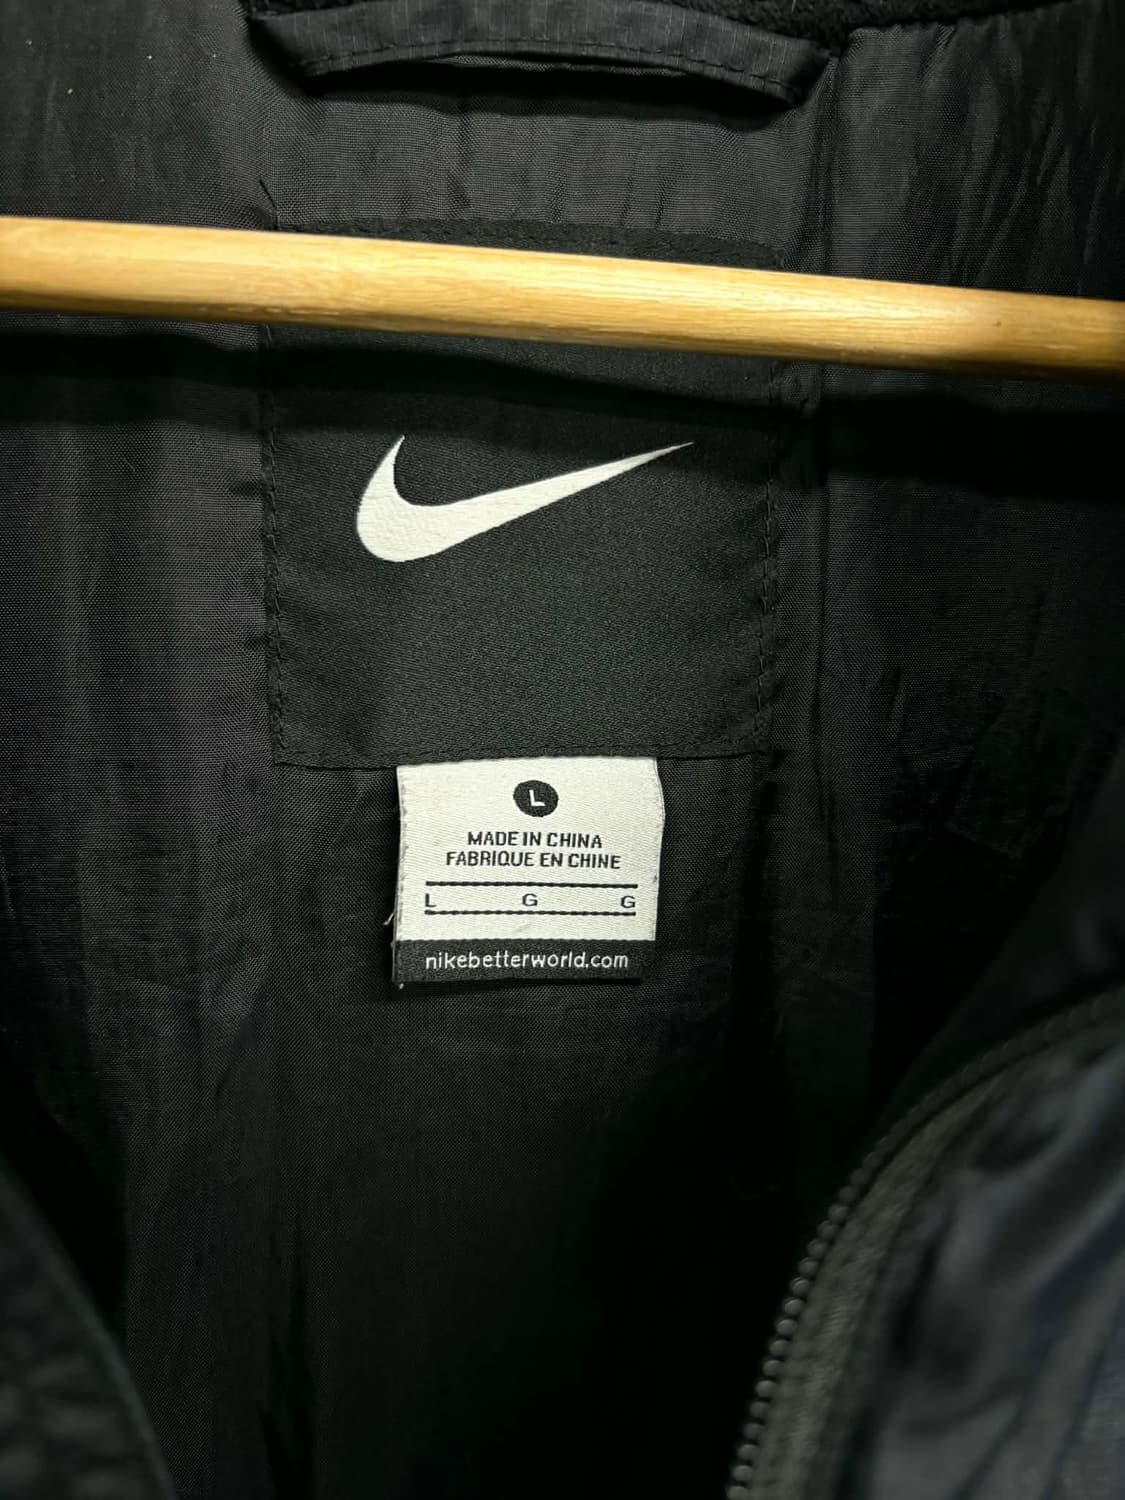 L
MADE IN CHINA
FABRIQUE EN CHINE
L G G
nikebetterworld.com